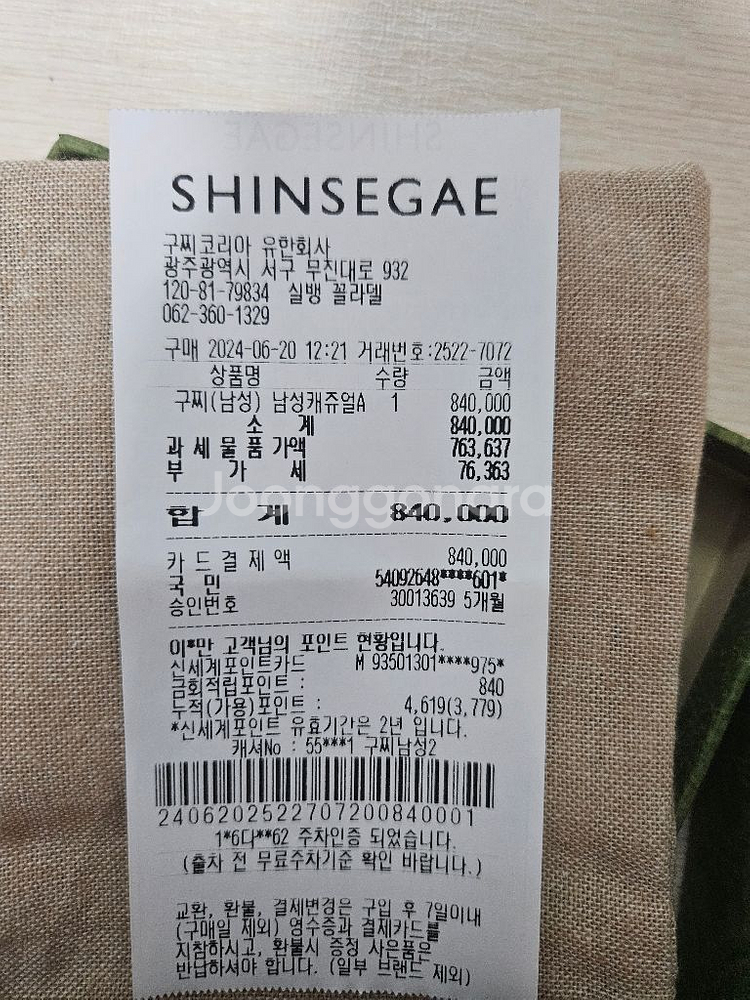 SHINSEGAE
구찌코리아 유한회사
광주광역시 서구 무진대로 932
120-81-79834 실뱅 꼴라델
062-360-1329
구매 2024-06-20 12:21 거래번호:2522-7072
상품명 수량 금액
구찌(남성) 남성캐쥬얼A 1 840,000
소 계 840,000
과 세 물 품 가액 763,637
부 가 세 76,363
Joonggonara
합 계 840,000
카 드 결 제 액 840,000
국 민 54092648****601*
승인번호 30013639 5개월
이*만 고객님의 포인트 현황입니다.
신세계포인트카드 M 93501301****975*
금회적립포인트 : 840
누적(가용)포인트 : 4,619(3,779)
*신세계포인트 유효기간은 2년 입니다.
캐셔No : 55***1 구찌남성2
240620252270720084​0001
1*6다**62 주차인증 되었습니다.
(출차 전 무료주차기준 확인 바랍니다.)
교환, 환불, 결제변경은 구입 후 7일이내
(구매일 제외) 영수증과 결제카드를
지참하시고, 환불시 증정 사은품은
반납하셔야 합니다. (일부 브랜드 제외)